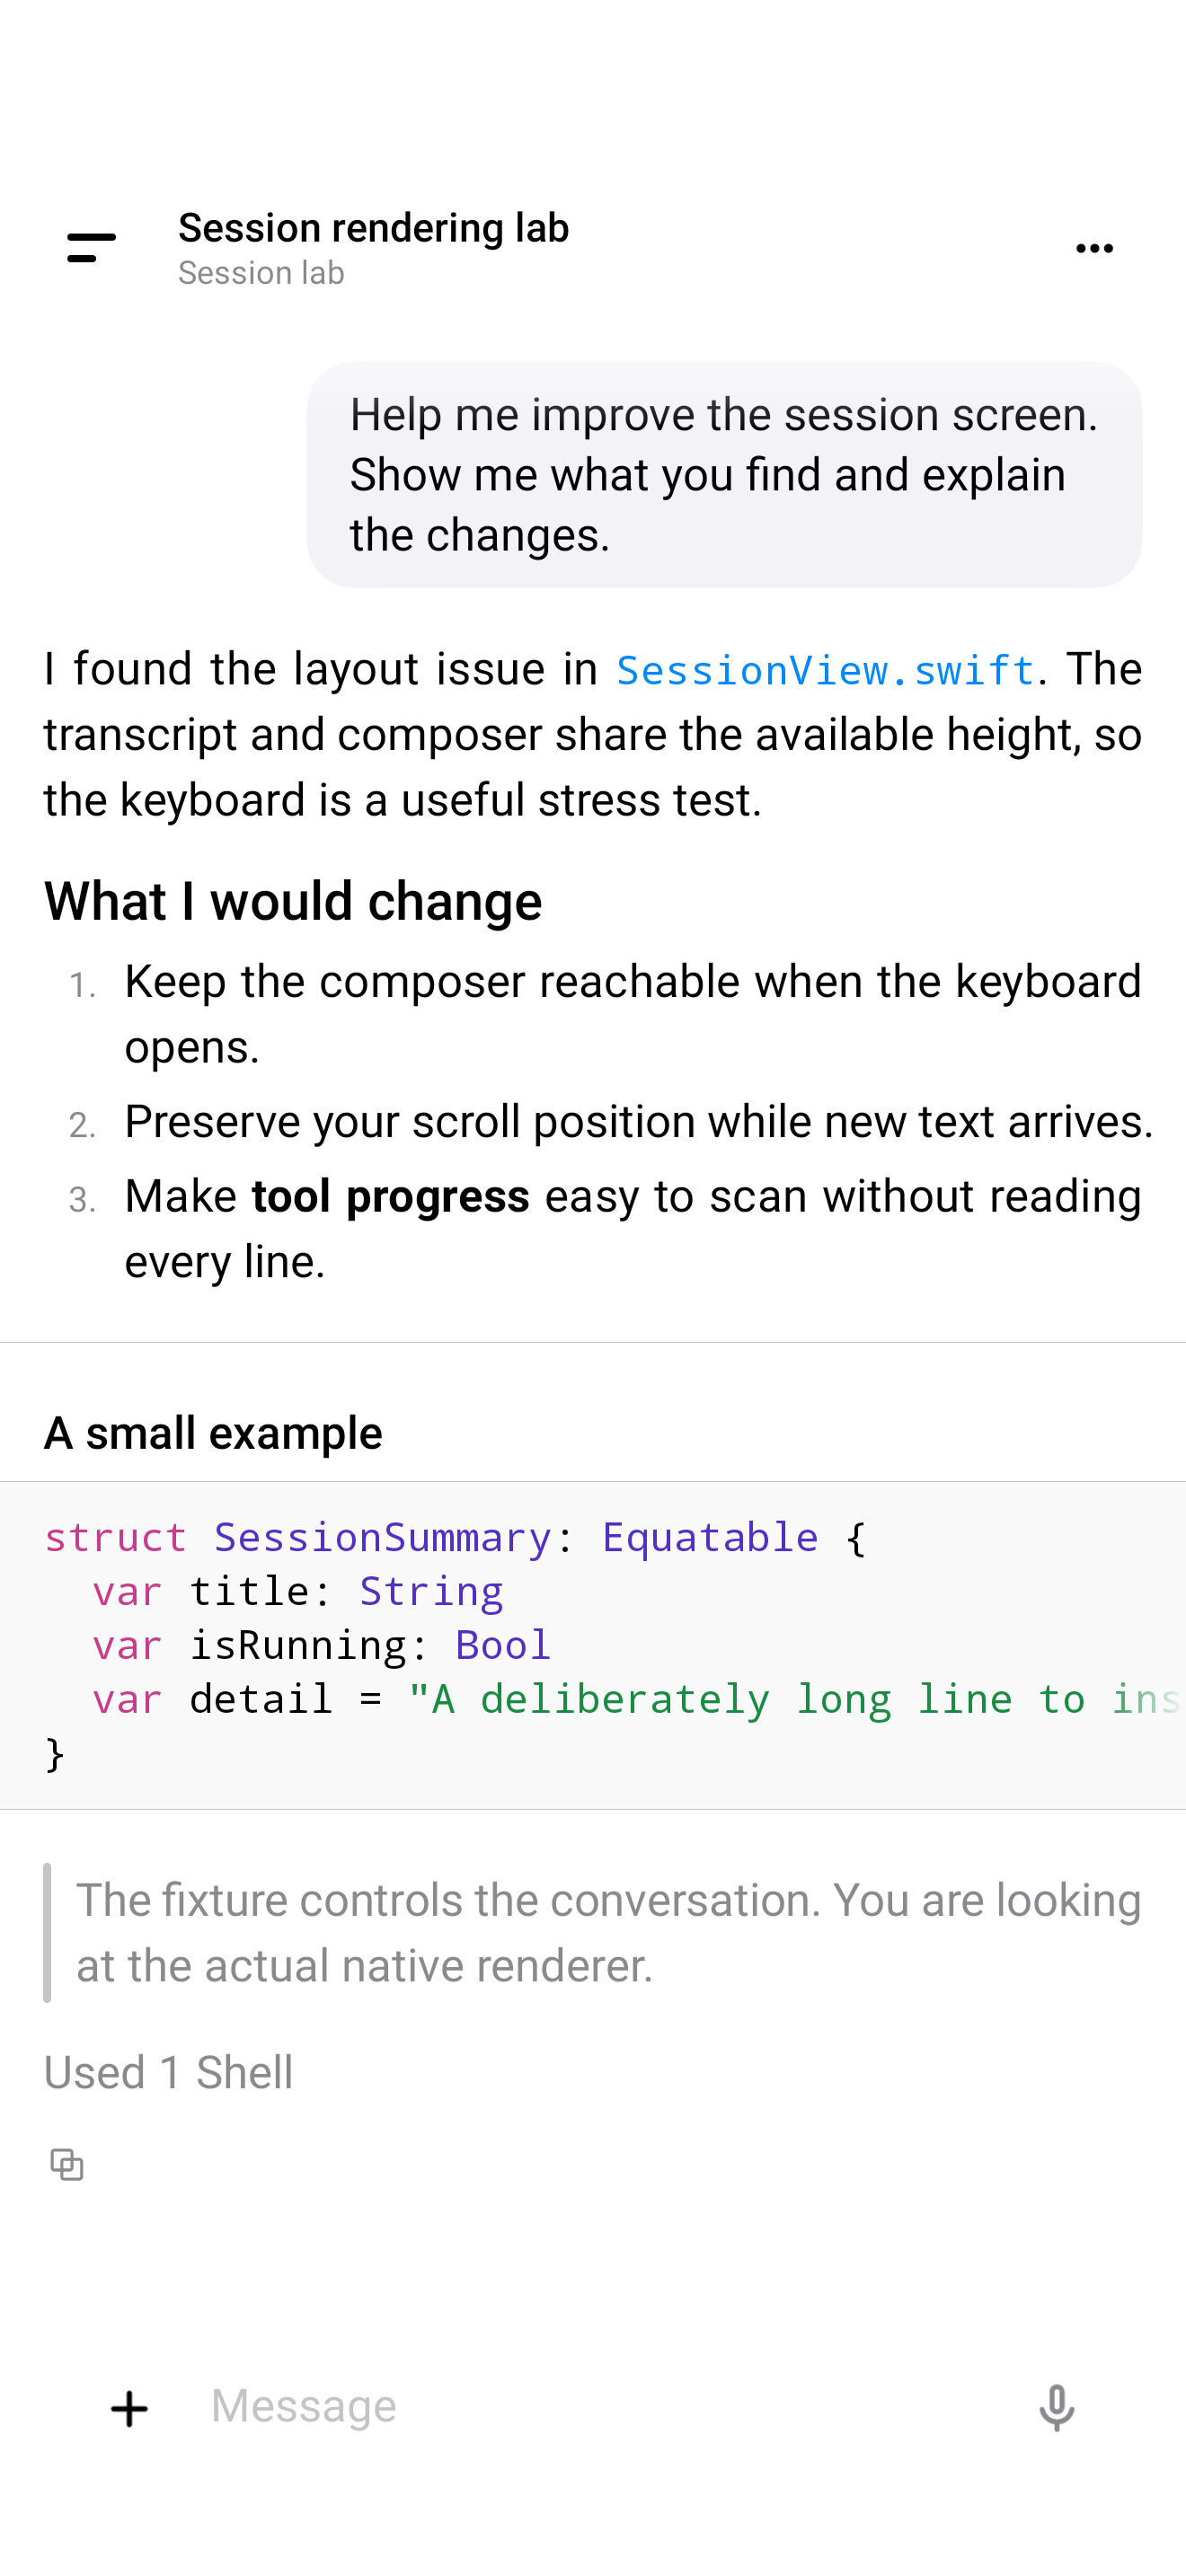 Session rendering lab
Session lab
Help me improve the session screen.
Show me what you find and explain
the changes.
I found the layout issue in SessionView.swift. The
transcript and composer share the available height, so
the keyboard is a useful stress test.
What I would change
1. Keep the composer reachable when the keyboard
opens.
2. Preserve your scroll position while new text arrives.
3. Make tool progress easy to scan without reading
every line.
A small example
struct SessionSummary: Equatable {
  var title: String
  var isRunning: Bool
  var detail = "A deliberately long line to ins
}
The fixture controls the conversation. You are looking
at the actual native renderer.
Used 1 Shell
Message